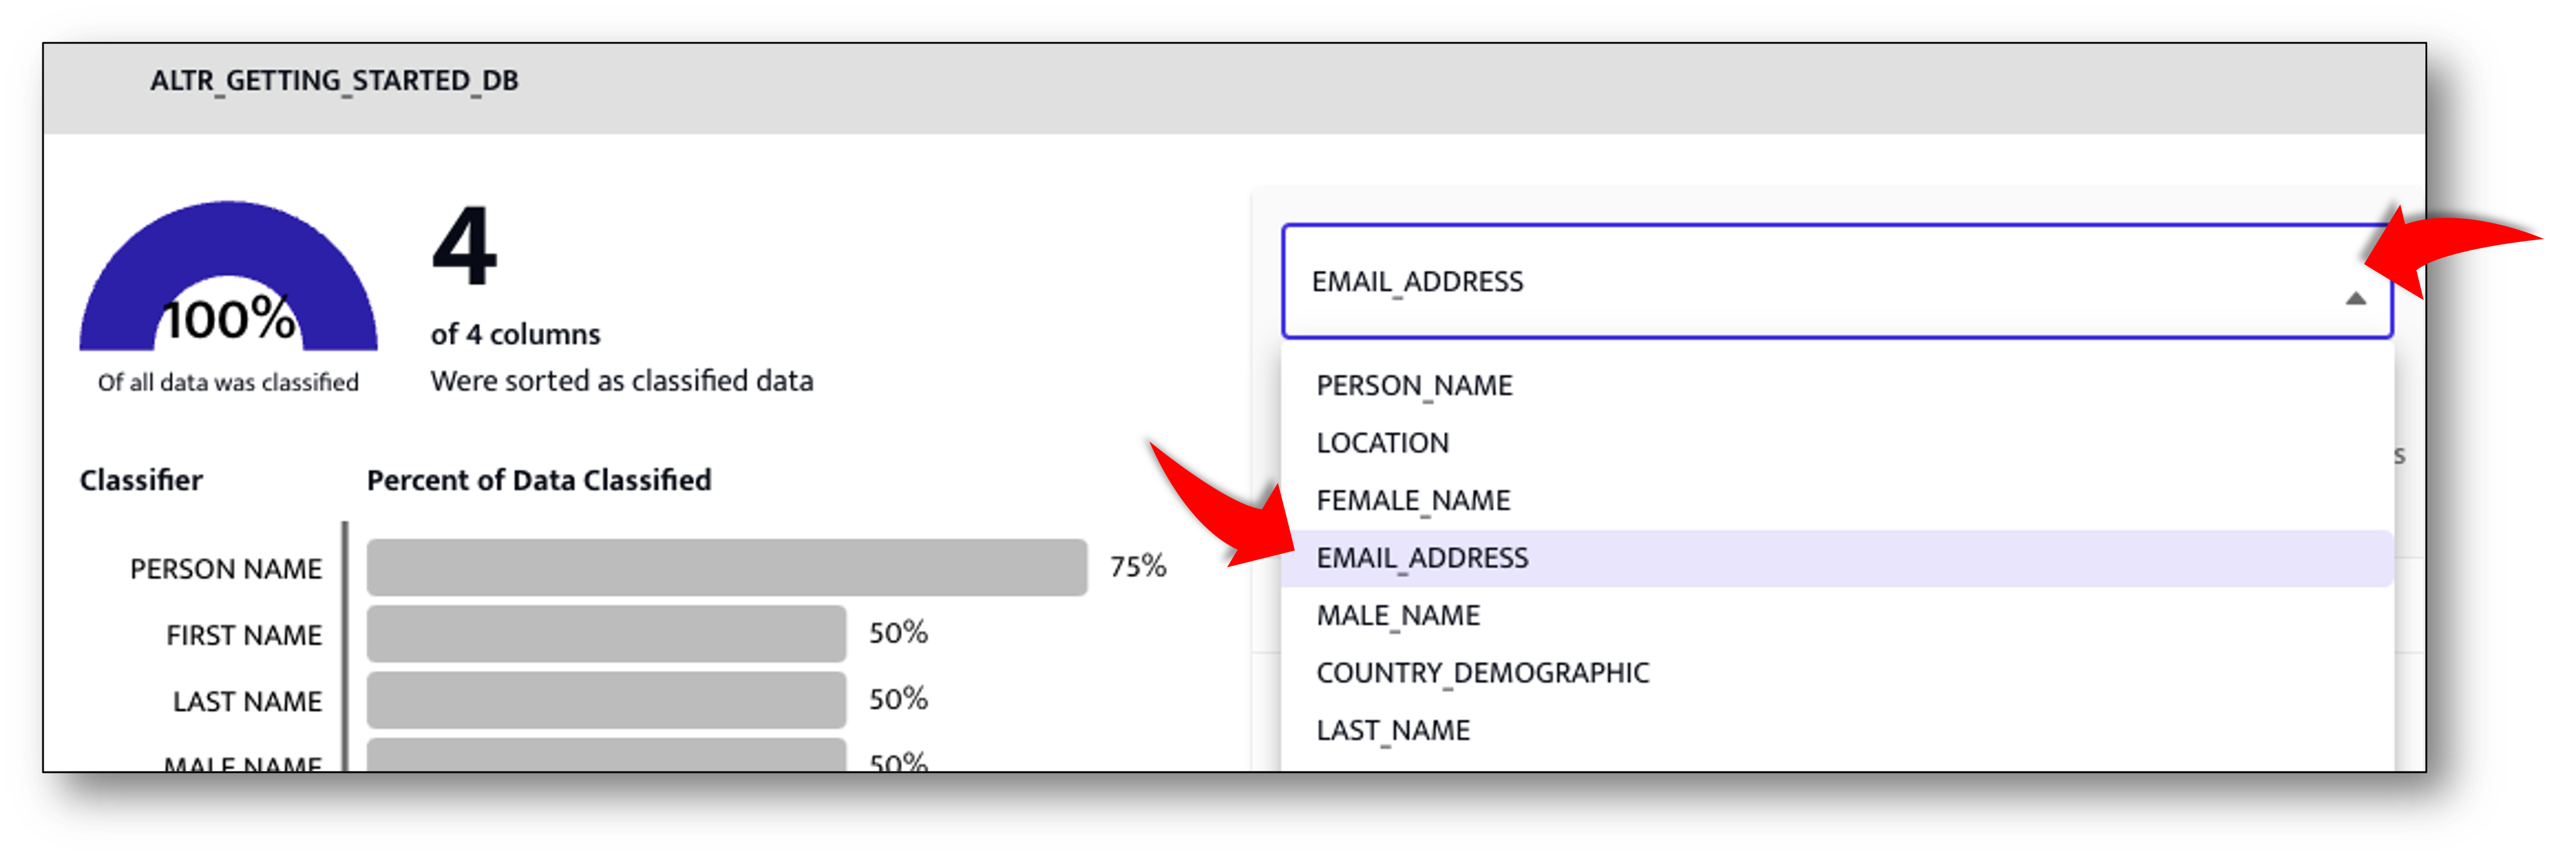 ALTR_GETTING_STARTED_DB
100%
Of all data was classified
4
of 4 columns
Were sorted as classified data
Classifier
Percent of Data Classified
PERSON NAME
75%
FIRST NAME
50%
LAST NAME
50%
MALE NAME
50%
EMAIL_ADDRESS
PERSON_NAME
LOCATION
FEMALE_NAME
EMAIL_ADDRESS
MALE_NAME
COUNTRY_DEMOGRAPHIC
LAST_NAME
s